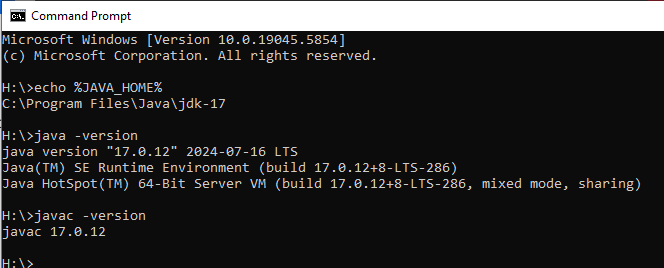 Command Prompt
Microsoft Windows [Version 10.0.19045.5854]
(c) Microsoft Corporation. All rights reserved.
H:\>echo %JAVA_HOME%
C:\Program Files\Java\jdk-17
H:\>java -version
java version "17.0.12" 2024-07-16 LTS
Java(TM) SE Runtime Environment (build 17.0.12+8-LTS-286)
Java HotSpot(TM) 64-Bit Server VM (build 17.0.12+8-LTS-286, mixed mode, sharing)
H:\>javac -version
javac 17.0.12
H:\>